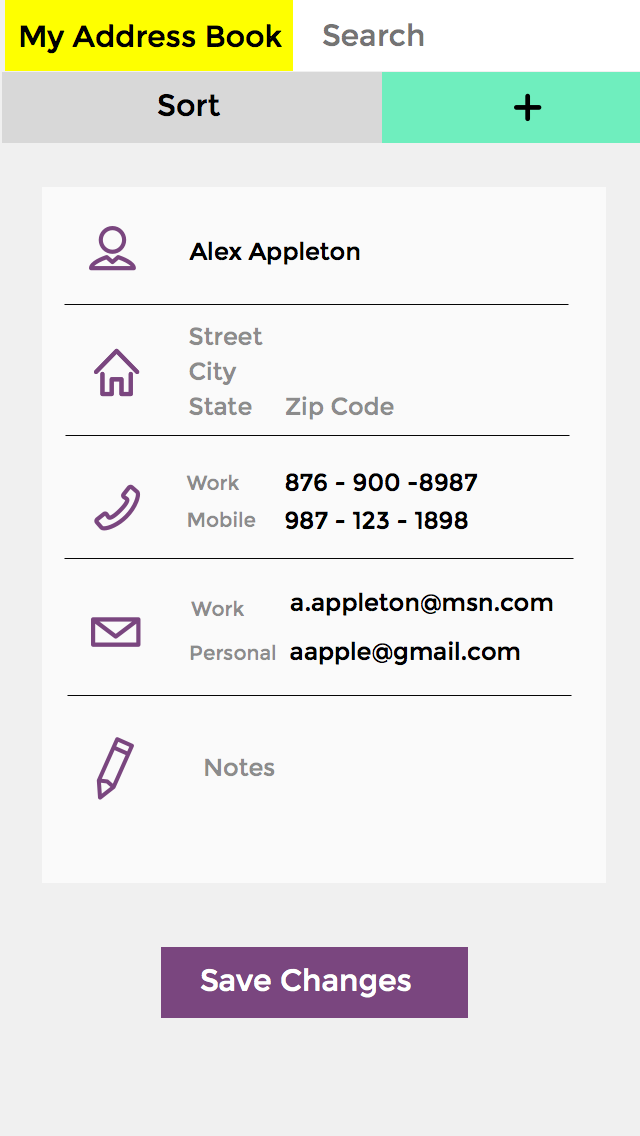 My Address Book Search
Sort +
Alex Appleton
Street
City
State Zip Code
Work 876 - 900 -8987
Mobile 987 - 123 - 1898
Work a.appleton@msn.com
Personal aapple@gmail.com
Notes
Save Changes